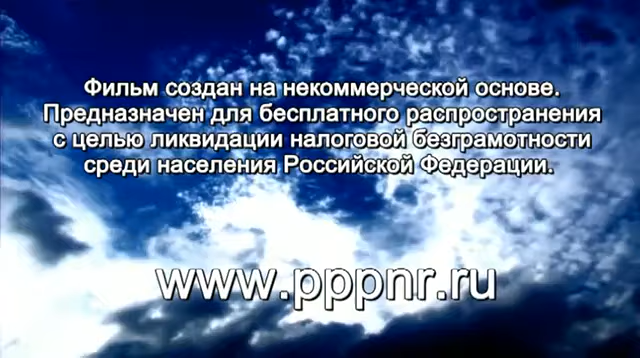 Фильм создан на некоммерческой основе.
Предназначен для бесплатного распространения
с целью ликвидации налоговой безграмотности
среди населения Российской Федерации.
www.pppnr.ru